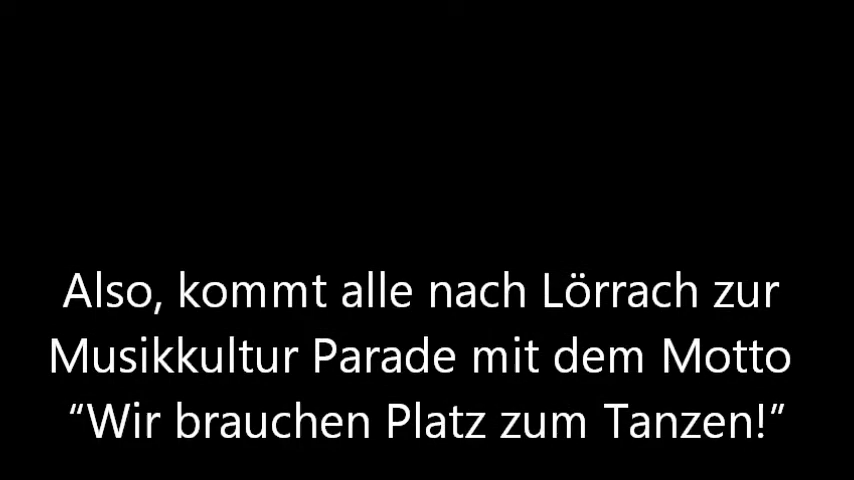 Also, kommt alle nach Lörrach zur
Musikkultur Parade mit dem Motto
“Wir brauchen Platz zum Tanzen!”